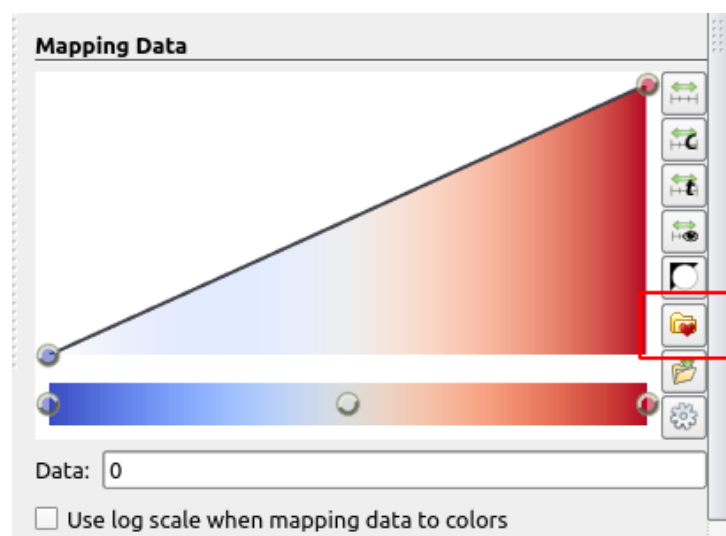 Mapping Data
c
t
Data: 0
Use log scale when mapping data to colors